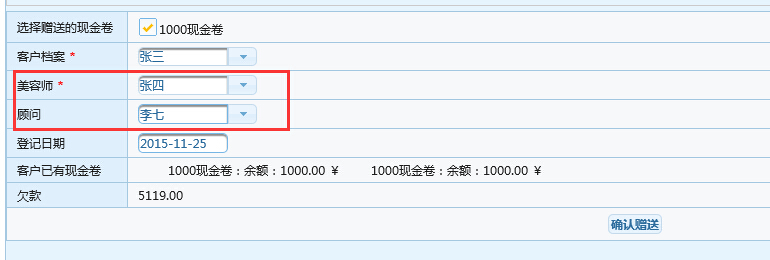 选择赠送的现金卷 1000现金卷
客户档案 * 张三
美容师 * 张四
顾问 李七
登记日期 2015-11-25
客户已有现金卷 1000现金卷：余额：1000.00 ¥ 1000现金卷：余额：1000.00 ¥
欠款 5119.00
确认赠送